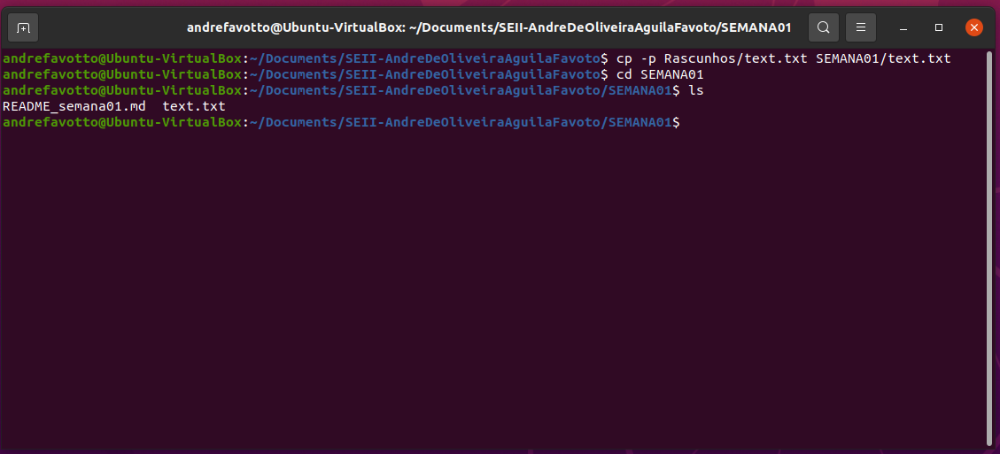 andrefavotto@Ubuntu-VirtualBox: ~/Documents/SEII-AndreDeOliveiraAguilaFavoto/SEMANA01
andrefavotto@Ubuntu-VirtualBox:~/Documents/SEII-AndreDeOliveiraAguilaFavoto$ cp -p Rascunhos/text.txt SEMANA01/text.txt
andrefavotto@Ubuntu-VirtualBox:~/Documents/SEII-AndreDeOliveiraAguilaFavoto$ cd SEMANA01
andrefavotto@Ubuntu-VirtualBox:~/Documents/SEII-AndreDeOliveiraAguilaFavoto/SEMANA01$ ls
README_semana01.md  text.txt
andrefavotto@Ubuntu-VirtualBox:~/Documents/SEII-AndreDeOliveiraAguilaFavoto/SEMANA01$